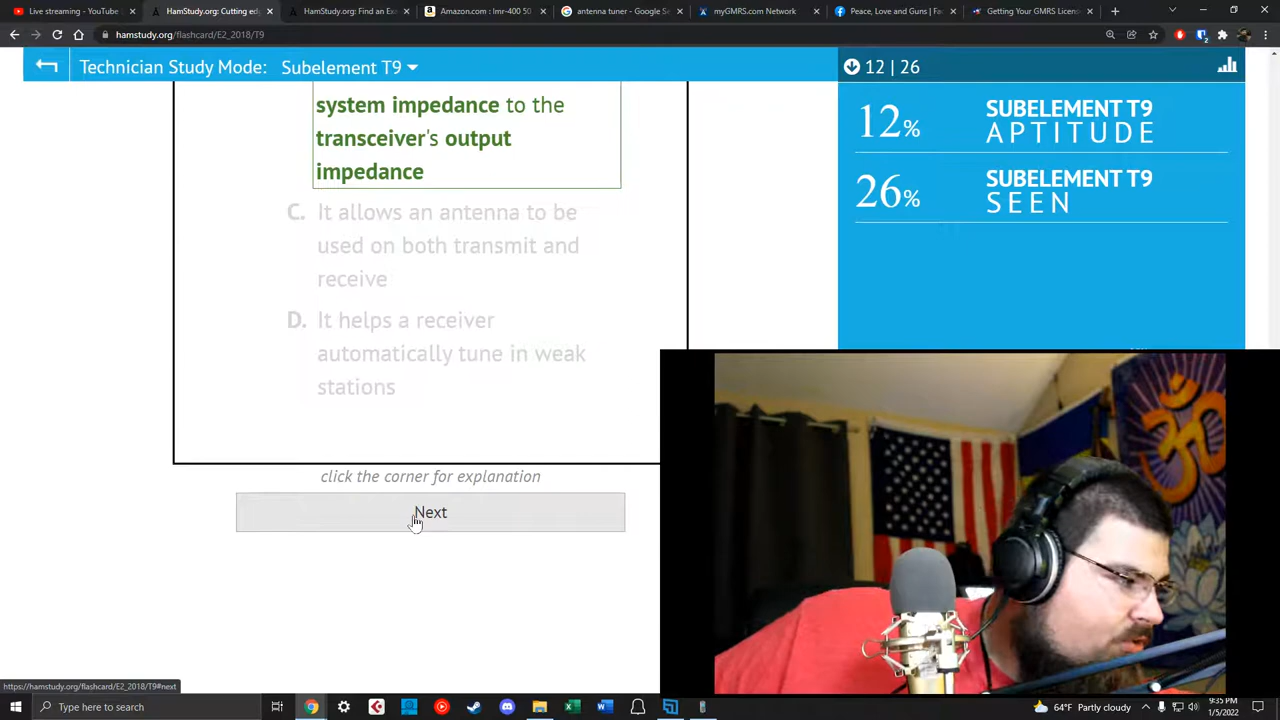 Live streaming - YouTube
HamStudy.org: Cutting edg
HamStudy.org: Find an Exa
Amazon.com : lmr-400 50
antenna tuner - Google Se
myGMRS.com Network
Peace, Love and Guns | Fa
Getting Your GMRS Licens
hamstudy.org/flashcard/E2_2018/T9
Technician Study Mode: Subelement T9
12 | 26
system impedance to the
transceiver's output
impedance
C. It allows an antenna to be
used on both transmit and
receive
D. It helps a receiver
automatically tune in weak
stations
click the corner for explanation
Next
12% SUBELEMENT T9
APTITUDE
26% SUBELEMENT T9
SEEN
https://hamstudy.org/flashcard/E2_2018/T9#next
Type here to search
64°F Partly cloudy
9:35 PM
1/5/2022